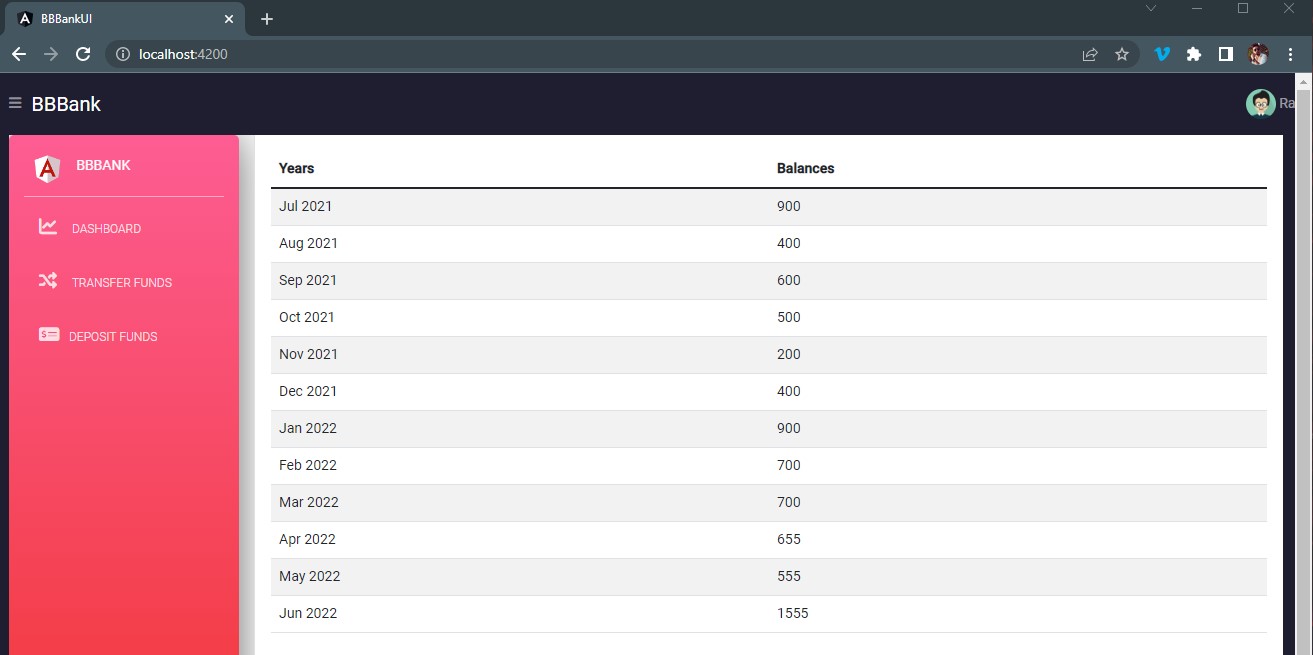 BBBankUI
localhost:4200
BBBank
Ra
BBBANK
DASHBOARD
TRANSFER FUNDS
DEPOSIT FUNDS
Years Balances
Jul 2021 900
Aug 2021 400
Sep 2021 600
Oct 2021 500
Nov 2021 200
Dec 2021 400
Jan 2022 900
Feb 2022 700
Mar 2022 700
Apr 2022 655
May 2022 555
Jun 2022 1555